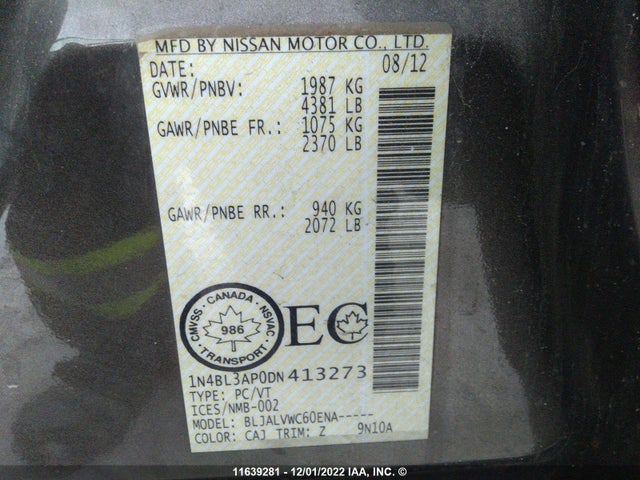 MFD BY NISSAN MOTOR CO., LTD.
DATE: 08/12
GVWR/PNBV: 1987 KG
4381 LB
GAWR/PNBE FR.: 1075 KG
2370 LB
GAWR/PNBE RR.: 940 KG
2072 LB
CMVSS · CANADA · NSVAC
986
TRANSPORT
EC
1N4BL3AP0DN413273
TYPE: PC/VT
ICES/NMB-002
MODEL: BLJALVWC60ENA-----
COLOR: CAJ TRIM: Z 9N10A
11639281 - 12/01/2022 IAA, INC. ©